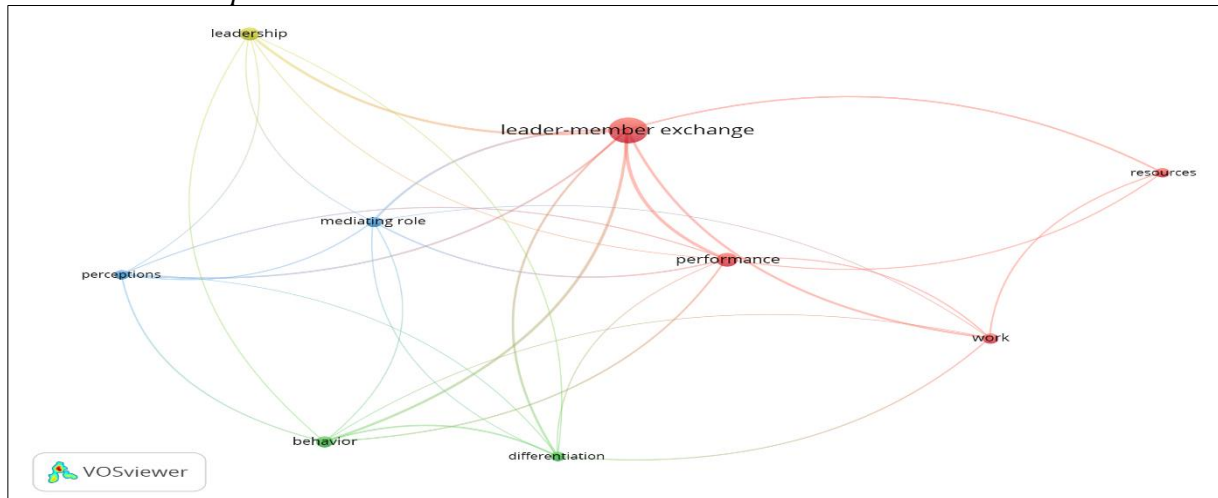 leadership
leader-member exchange
resources
mediating role
performance
perceptions
work
behavior
differentiation
VOSviewer